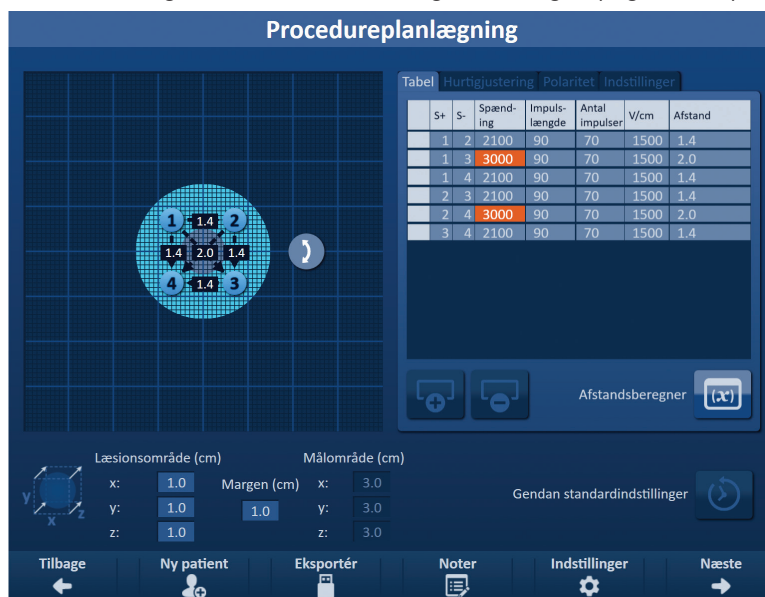 Procedureplanlægning
Tabel Hurtigjustering Polaritet Indstillinger
S+ S- Spænd-ing Impuls-længde Antal impulser V/cm Afstand
1 2 2100 90 70 1500 1.4
1 3 3000 90 70 1500 2.0
1 4 2100 90 70 1500 1.4
2 3 2100 90 70 1500 1.4
2 4 3000 90 70 1500 2.0
3 4 2100 90 70 1500 1.4
1 1.4 2
1.4 2.0 1.4
4 1.4 3
Afstandsberegner (x)
Læsionsområde (cm) Målområde (cm)
x: 1.0 Margen (cm) x: 3.0
y: 1.0 1.0 y: 3.0
z: 1.0 z: 3.0
y
x z
Gendan standardindstillinger
Tilbage Ny patient Eksportér Noter Indstillinger Næste